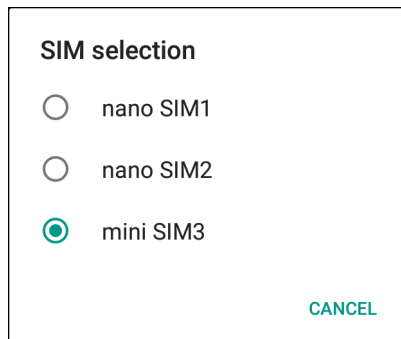 SIM selection
nano SIM1
nano SIM2
mini SIM3
CANCEL